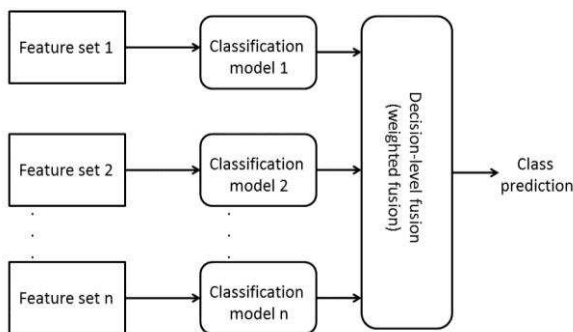 Feature set 1
Classification
model 1
Feature set 2
Classification
model 2
Feature set n
Classification
model n
Decision-level fusion
(weighted fusion)
Class
prediction